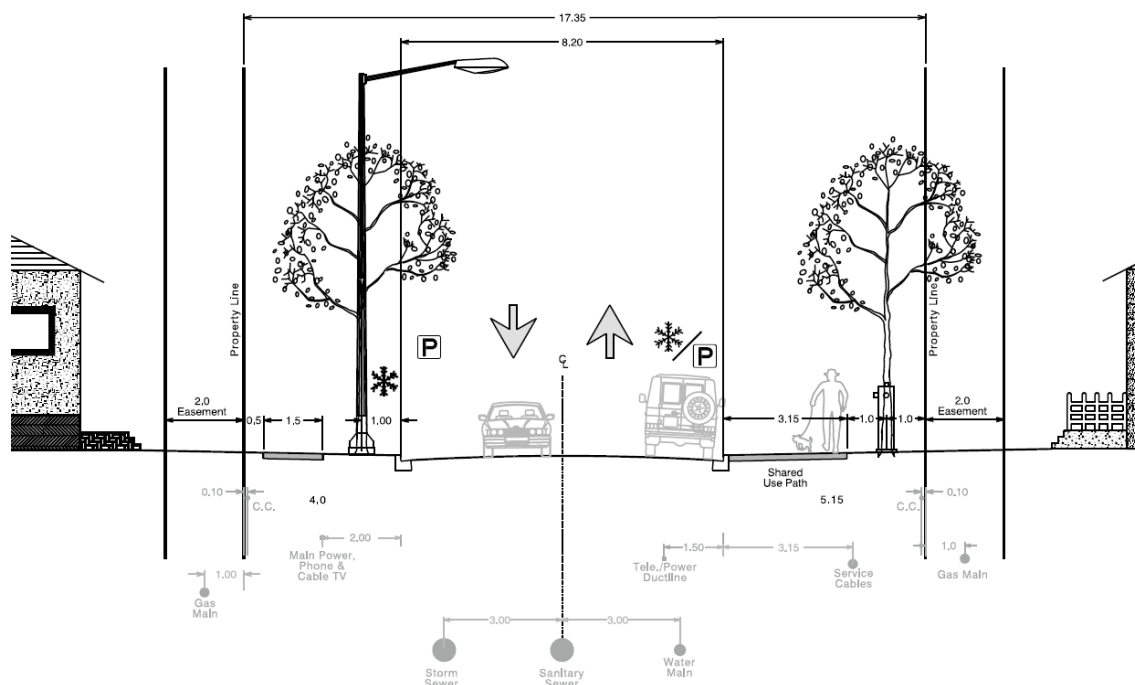 17.35
8.20
Property Line
Property Line
P
P
℄
2.0
Easement
0.5
1.5
1.00
3.15
1.0
1.0
2.0
Easement
Shared
Use Path
0.10
C.C.
4.0
5.15
0.10
C.C.
2.00
Main Power,
Phone &
Cable TV
1.50
Tele./Power
Ductline
3.15
Service
Cables
1.0
Gas Main
1.00
Gas
Main
3.00
3.00
Storm
Sewer
Sanitary
Sewer
Water
Main